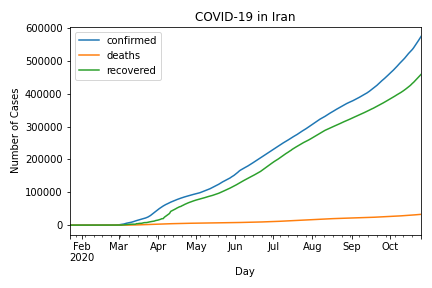 COVID-19 in Iran
confirmed
deaths
recovered
Number of Cases
600000
500000
400000
300000
200000
100000
0
Feb Mar Apr May Jun Jul Aug Sep Oct
2020
Day